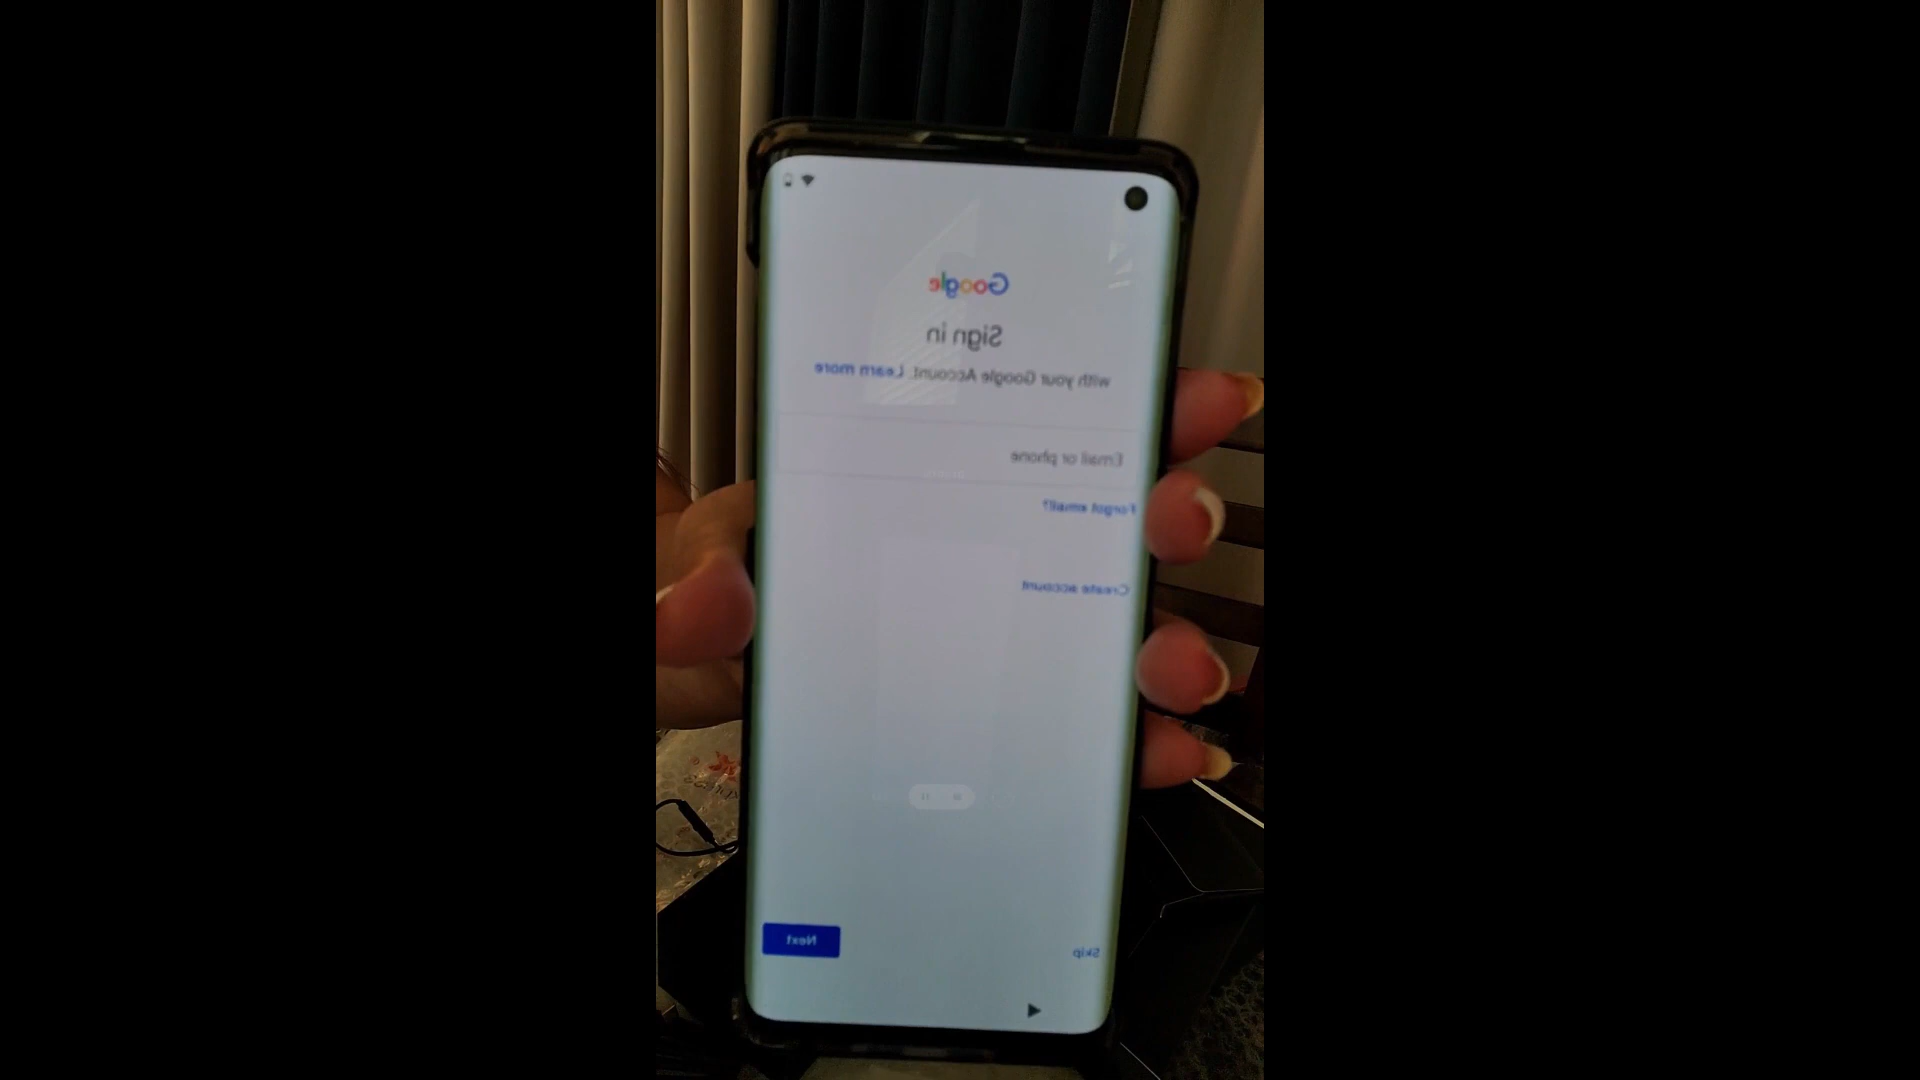 Google
Sign in
with your Google Account. Learn more
Email or phone
Forgot email?
Create account
Skip
Next